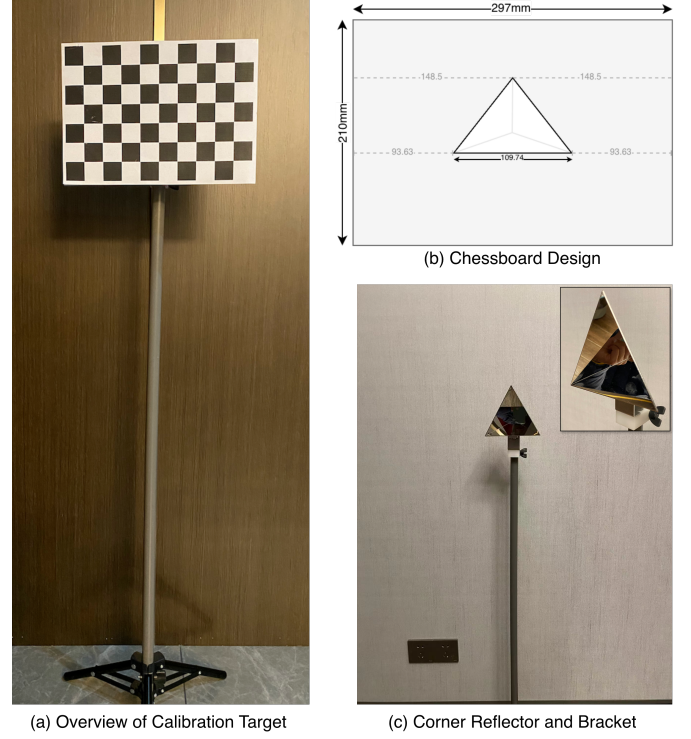 297mm
148.5
148.5
210mm
93.63
93.63
109.74
(b) Chessboard Design
(a) Overview of Calibration Target
(c) Corner Reflector and Bracket